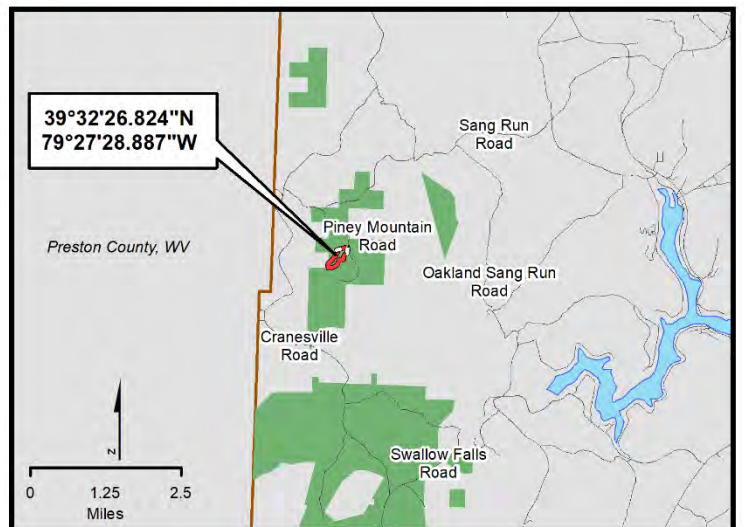 39°32'26.824"N
79°27'28.887"W
Sang Run
Road
Preston County, WV
Piney Mountain
Road
Oakland Sang Run
Road
Cranesville
Road
Swallow Falls
Road
N
0 1.25 2.5
Miles